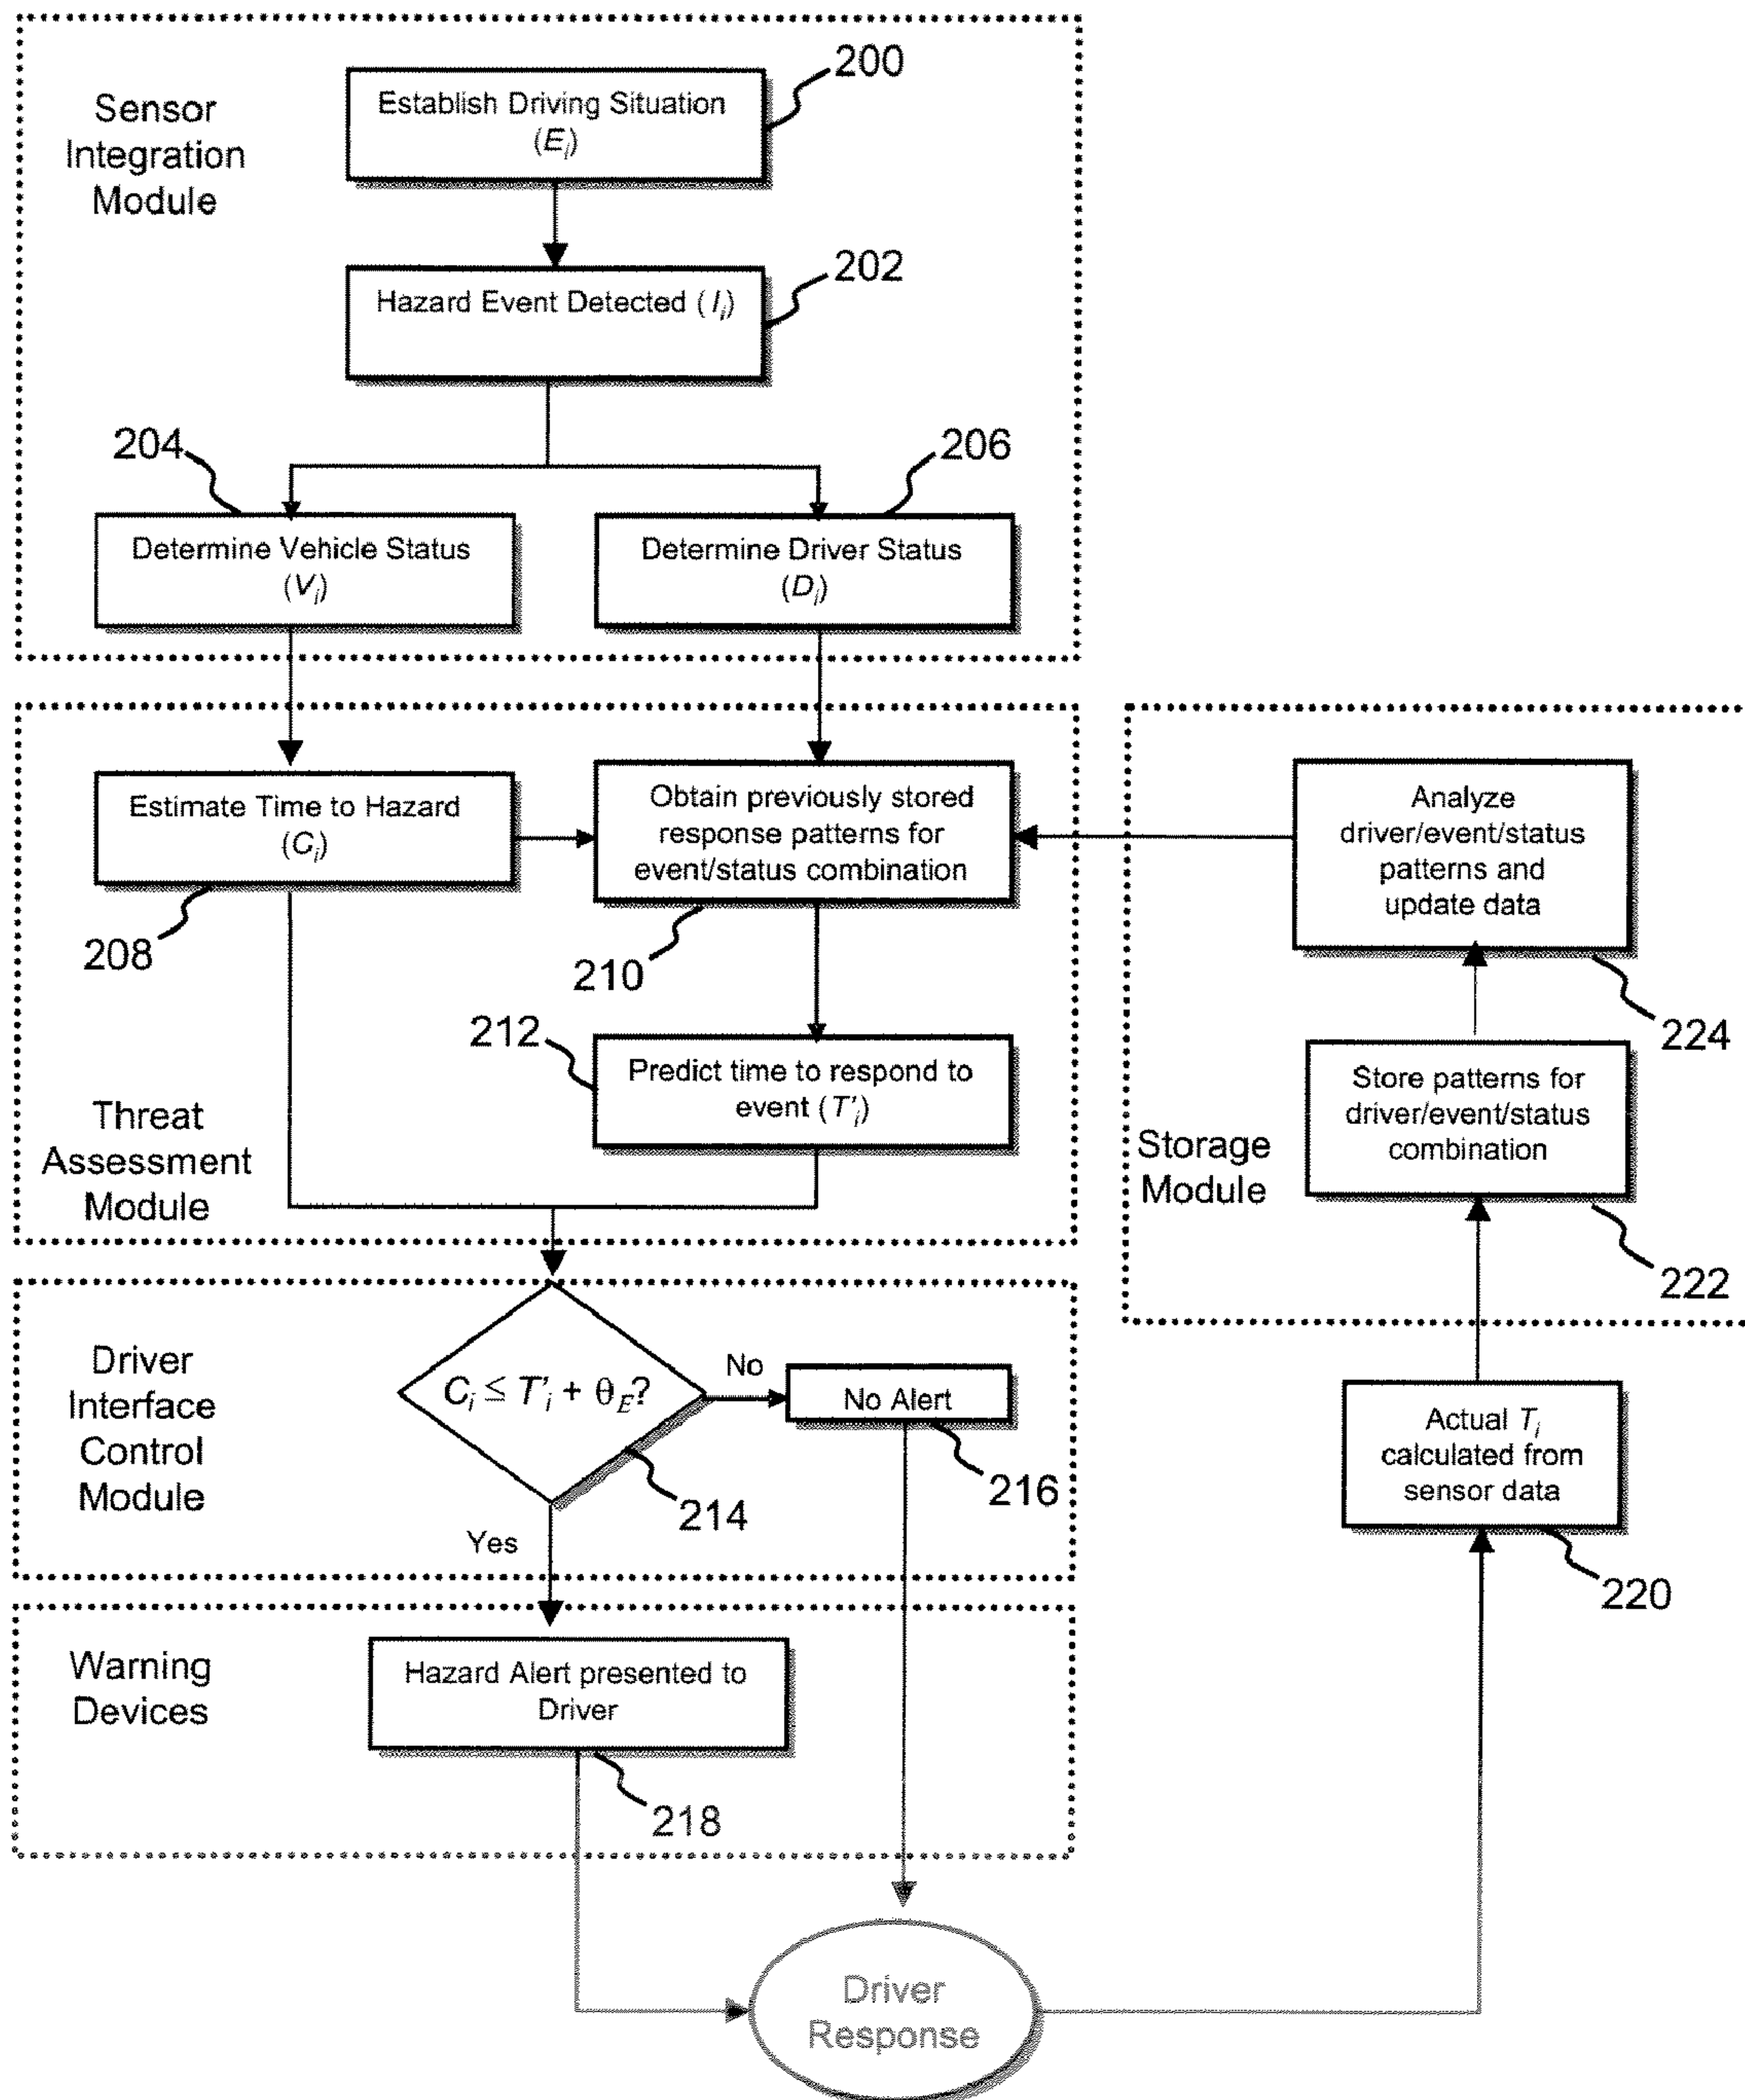 Sensor
Integration
Module
Establish Driving Situation
(Ei)
200
Hazard Event Detected (Ii)
202
204
206
Determine Vehicle Status
(Vi)
Determine Driver Status
(Di)
Estimate Time to Hazard
(Ci)
208
Obtain previously stored
response patterns for
event/status combination
210
212
Predict time to respond to
event (T'i)
Threat
Assessment
Module
Analyze
driver/event/status
patterns and
update data
224
Store patterns for
driver/event/status
combination
222
Storage
Module
Driver
Interface
Control
Module
Ci ≤ T'i + θE?
214
No
No Alert
216
Yes
Actual Ti
calculated from
sensor data
220
Warning
Devices
Hazard Alert presented to
Driver
218
Driver
Response